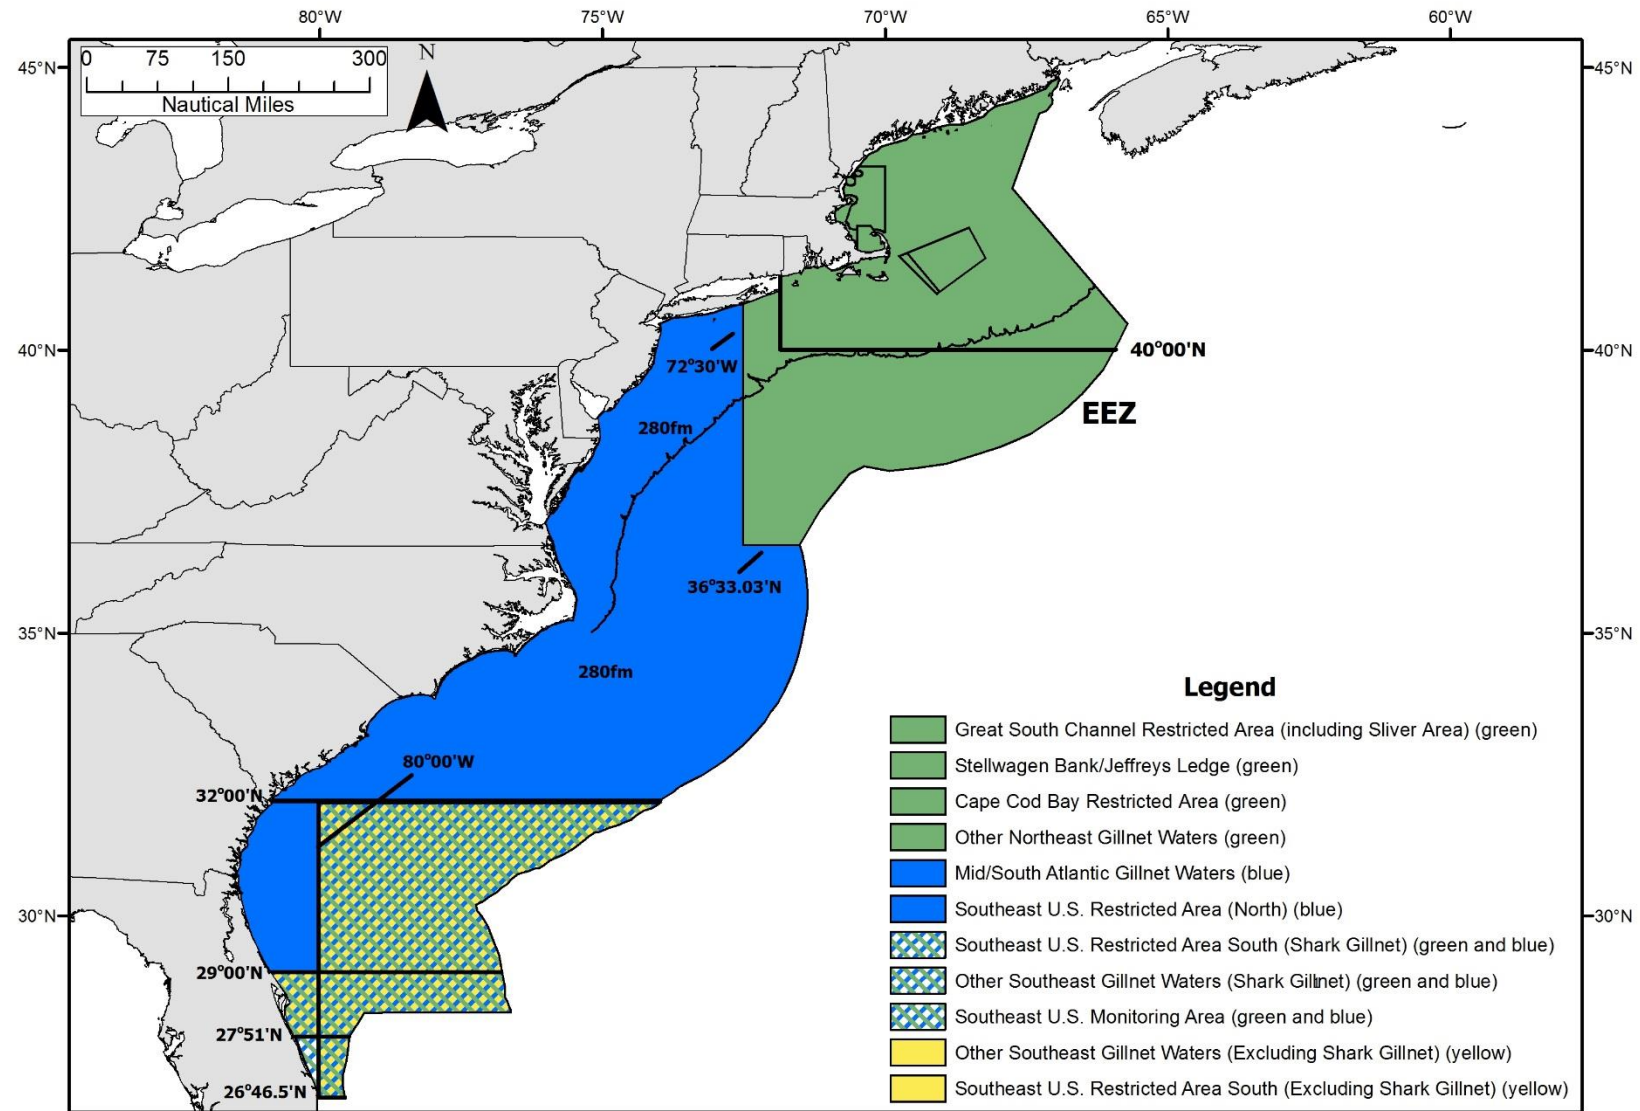 80°W 75°W 70°W 65°W 60°W
0 75 150 300
Nautical Miles
N
45°N 45°N
40°N 40°N
35°N 35°N
30°N 30°N
40°00'N
72°30'W
EEZ
280fm
36°33.03'N
280fm
80°00'W
32°00'N
29°00'N
27°51'N
26°46.5'N
Legend
Great South Channel Restricted Area (including Sliver Area) (green)
Stellwagen Bank/Jeffreys Ledge (green)
Cape Cod Bay Restricted Area (green)
Other Northeast Gillnet Waters (green)
Mid/South Atlantic Gillnet Waters (blue)
Southeast U.S. Restricted Area (North) (blue)
Southeast U.S. Restricted Area South (Shark Gillnet) (green and blue)
Other Southeast Gillnet Waters (Shark Gillnet) (green and blue)
Southeast U.S. Monitoring Area (green and blue)
Other Southeast Gillnet Waters (Excluding Shark Gillnet) (yellow)
Southeast U.S. Restricted Area South (Excluding Shark Gillnet) (yellow)